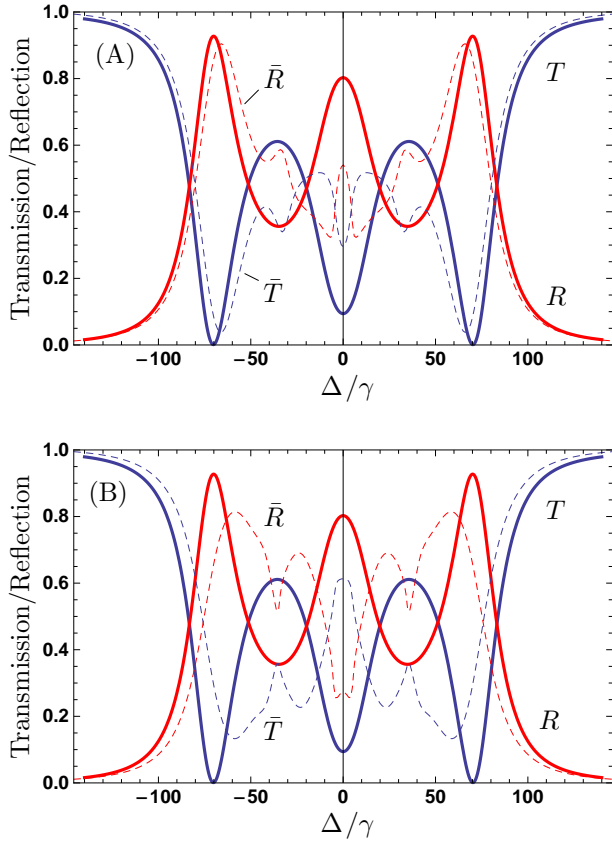 1.0
0.8
0.6
0.4
0.2
0.0
Transmission/Reflection
(A)
R̄
T
T̄
R
−100
−50
0
50
100
Δ/γ
1.0
0.8
0.6
0.4
0.2
0.0
Transmission/Reflection
(B)
R̄
T
T̄
R
−100
−50
0
50
100
Δ/γ